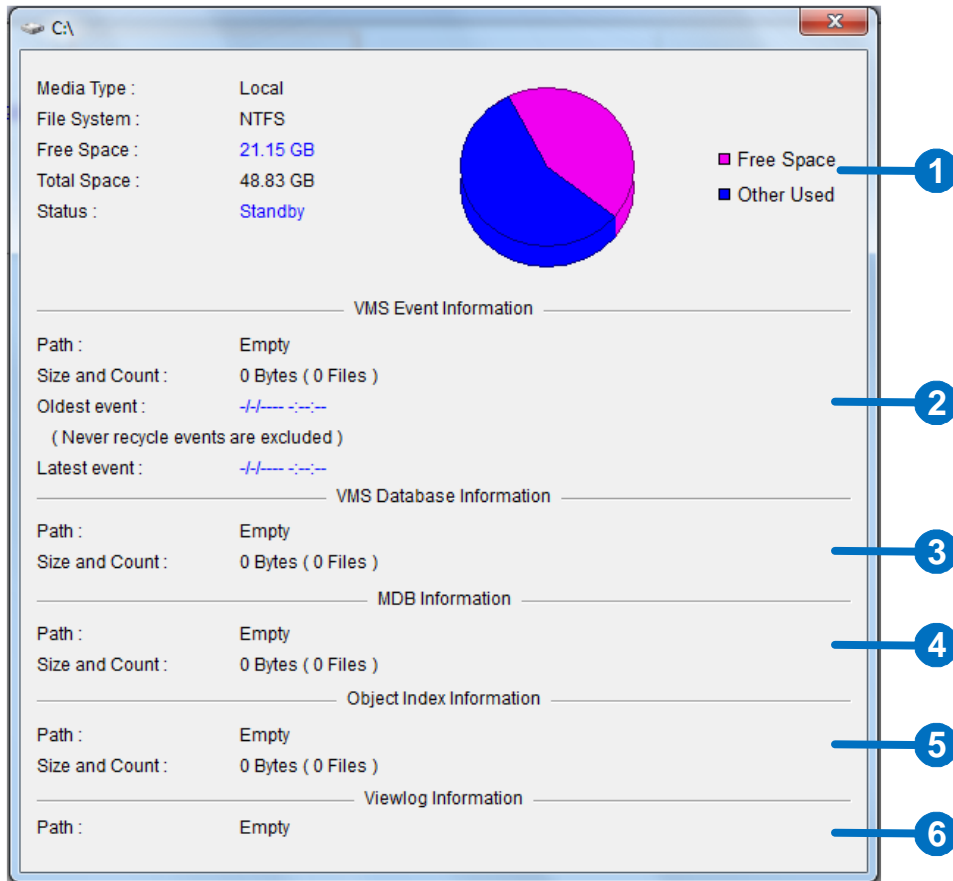 C:\
Media Type : Local
File System : NTFS
Free Space : 21.15 GB
Total Space : 48.83 GB
Status : Standby
Free Space
Other Used
1
VMS Event Information
Path : Empty
Size and Count : 0 Bytes ( 0 Files )
Oldest event : -/-/---- -:--:--
( Never recycle events are excluded )
Latest event : -/-/---- -:--:--
2
VMS Database Information
Path : Empty
Size and Count : 0 Bytes ( 0 Files )
3
MDB Information
Path : Empty
Size and Count : 0 Bytes ( 0 Files )
4
Object Index Information
Path : Empty
Size and Count : 0 Bytes ( 0 Files )
5
Viewlog Information
Path : Empty
6